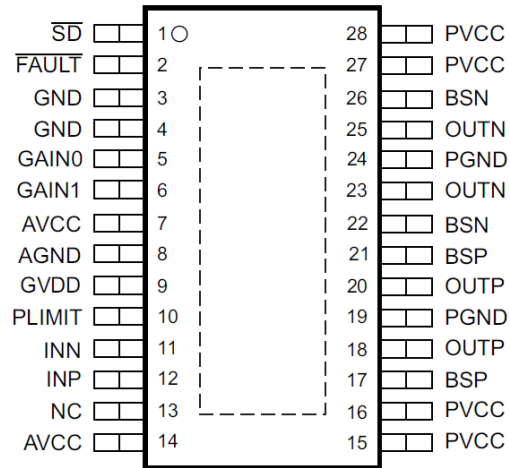 SD 1 28 PVCC
FAULT 2 27 PVCC
GND 3 26 BSN
GND 4 25 OUTN
GAIN0 5 24 PGND
GAIN1 6 23 OUTN
AVCC 7 22 BSN
AGND 8 21 BSP
GVDD 9 20 OUTP
PLIMIT 10 19 PGND
INN 11 18 OUTP
INP 12 17 BSP
NC 13 16 PVCC
AVCC 14 15 PVCC